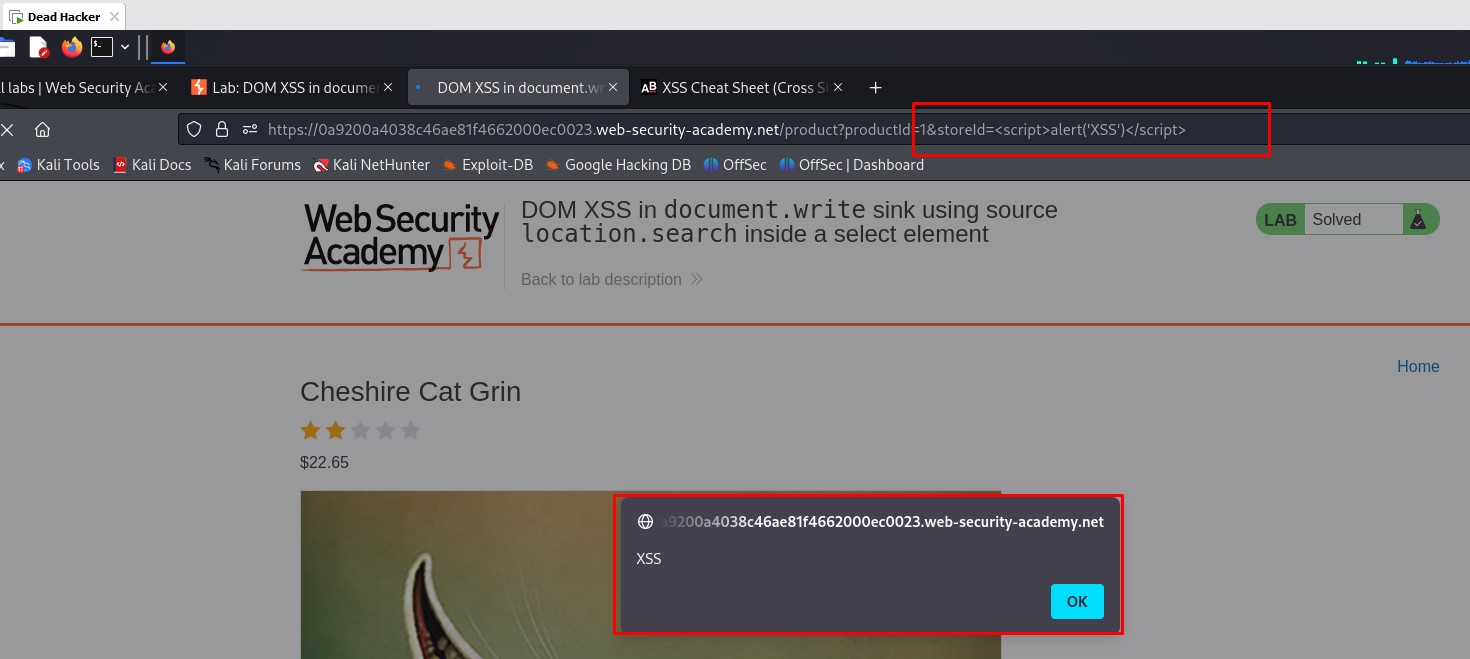 Dead Hacker
l labs | Web Security Aca
Lab: DOM XSS in docume
DOM XSS in document.wr
XSS Cheat Sheet (Cross Si
https://0a9200a4038c46ae81f4662000ec0023.web-security-academy.net/product?productId=1&storeId=<script>alert('XSS')</script>
x Kali Tools Kali Docs Kali Forums Kali NetHunter Exploit-DB Google Hacking DB OffSec OffSec | Dashboard
WebSecurity
Academy
DOM XSS in document.write sink using source
location.search inside a select element
Back to lab description
LAB Solved
Home
Cheshire Cat Grin
$22.65
a9200a4038c46ae81f4662000ec0023.web-security-academy.net
XSS
OK